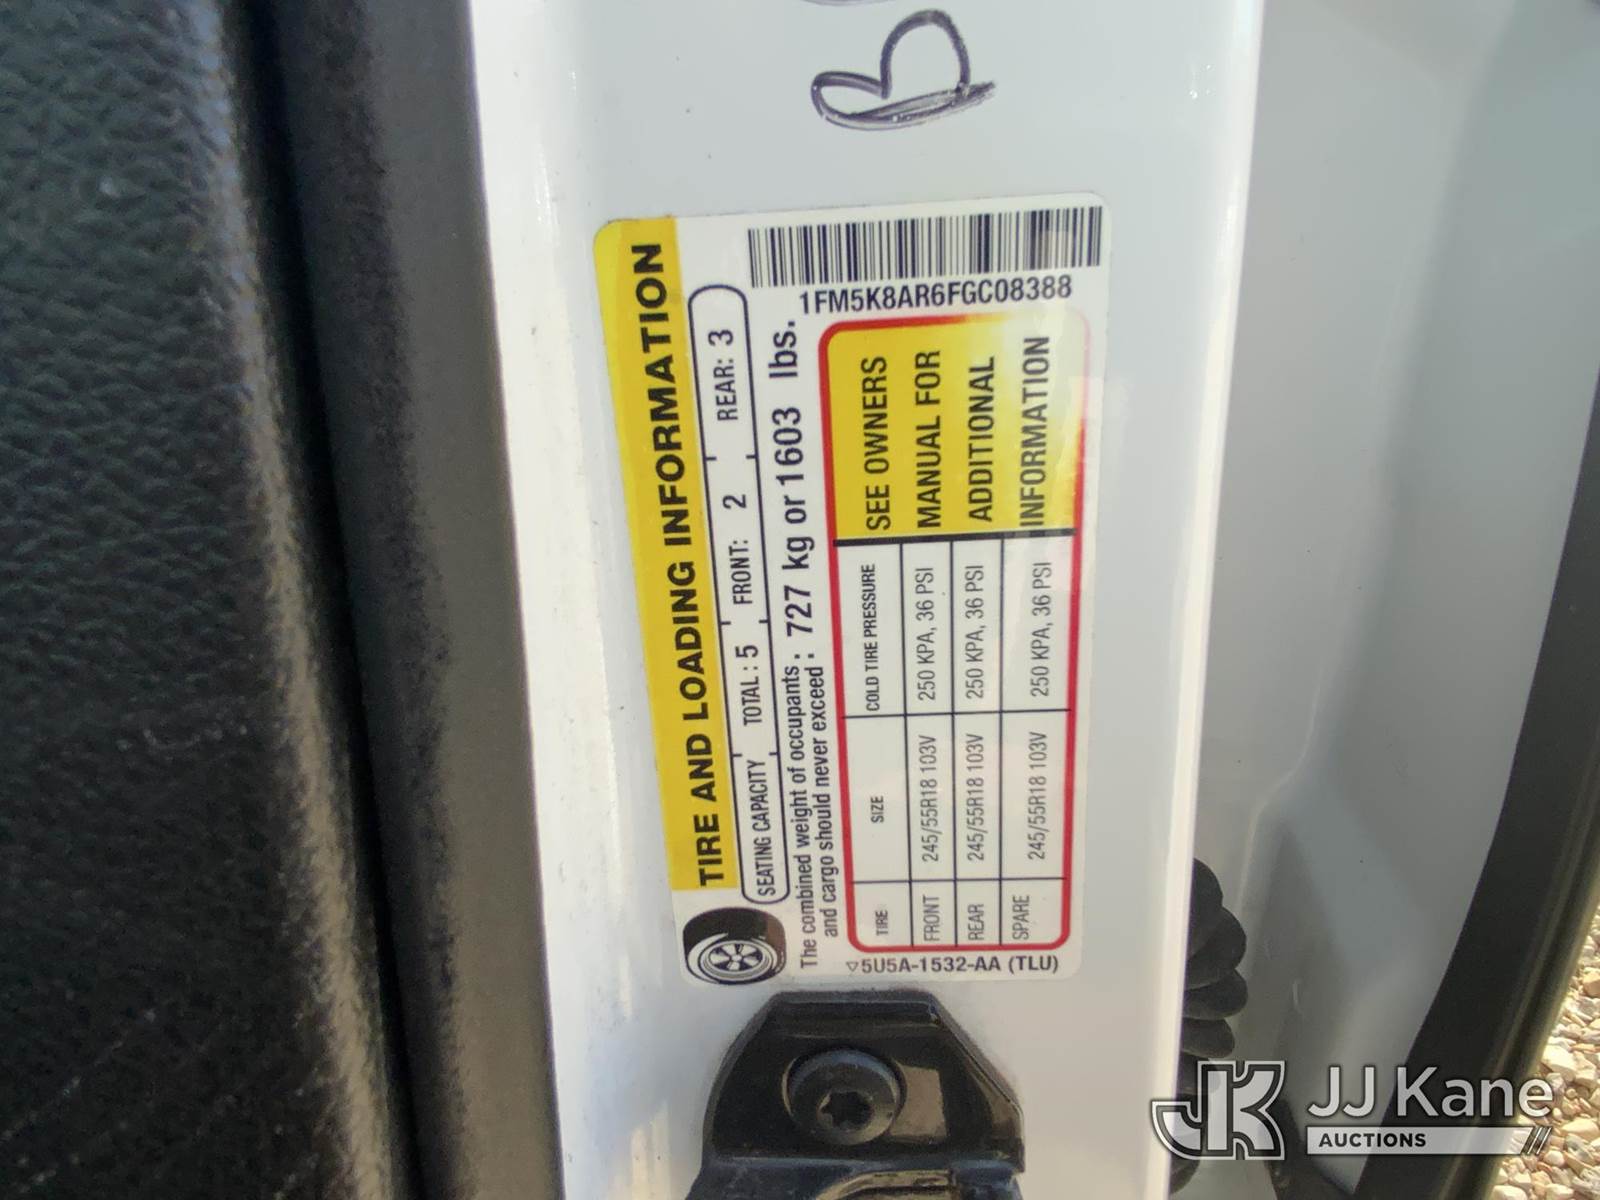 B
TIRE AND LOADING INFORMATION
SEATING CAPACITY TOTAL : 5 FRONT: 2 REAR: 3
The combined weight of occupants : 727 kg or 1603 lbs.
and cargo should never exceed :
1FM5K8AR6FGC08388
TIRE SIZE COLD TIRE PRESSURE
FRONT 245/55R18 103V 250 KPA, 36 PSI
REAR 245/55R18 103V 250 KPA, 36 PSI
SPARE 245/55R18 103V 250 KPA, 36 PSI
SEE OWNERS
MANUAL FOR
ADDITIONAL
INFORMATION
5U5A-1532-AA (TLU)
JK JJ Kane
AUCTIONS